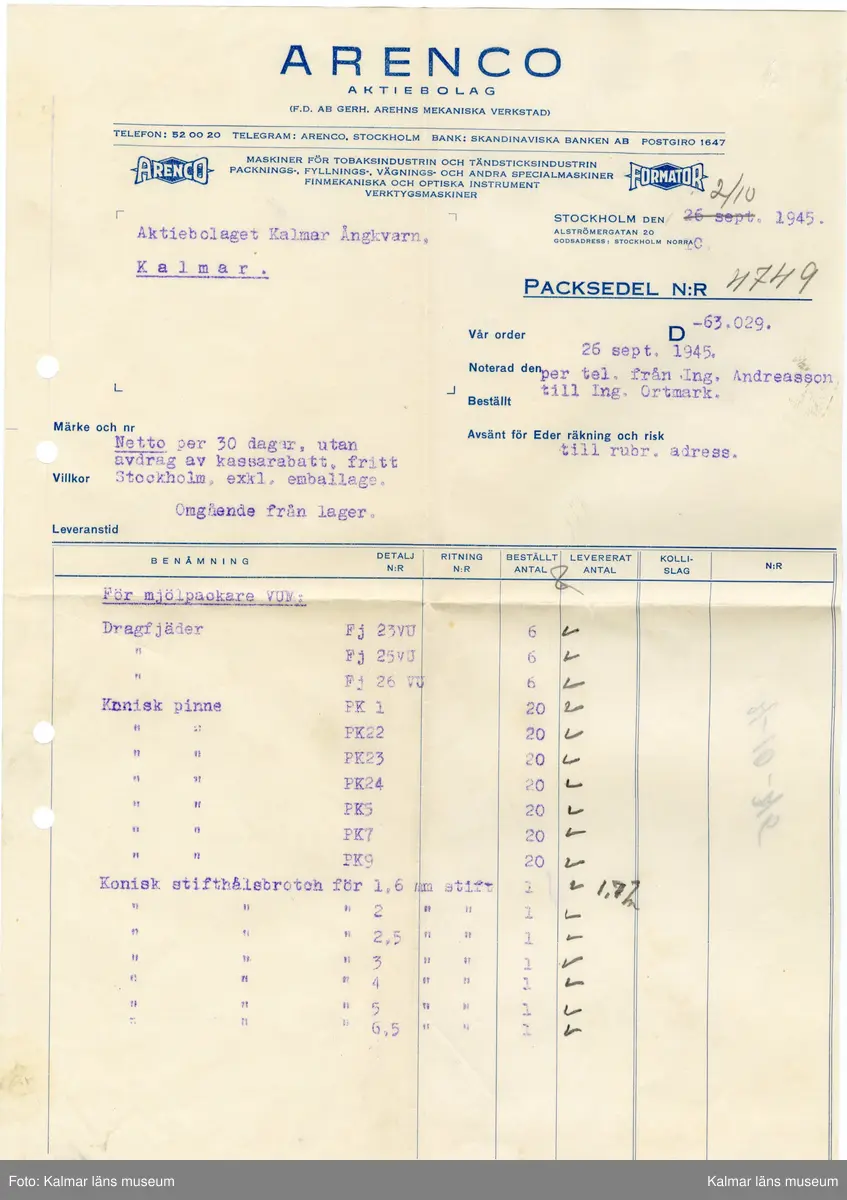 ARENCO
AKTIEBOLAG
(F.D. AB GERH. AREHNS MEKANISKA VERKSTAD)
TELEFON: 52 00 20 TELEGRAM: ARENCO, STOCKHOLM BANK: SKANDINAVISKA BANKEN AB POSTGIRO 1647
ARENCO
MASKINER FÖR TOBAKSINDUSTRIN OCH TÄNDSTICKSINDUSTRIN
PACKNINGS-, FYLLNINGS-, VÄGNINGS- OCH ANDRA SPECIALMASKINER
FINMEKANISKA OCH OPTISKA INSTRUMENT
VERKTYGSMASKINER
FORMATOR
2/10
STOCKHOLM DEN 26 sept. 1945.
ALSTRÖMERGATAN 20
GODSADRESS: STOCKHOLM NORRA C
Aktiebolaget Kalmar Ångkvarn,
Kalmar.
PACKSEDEL N:R 4749
Vår order D -63.029.
26 sept. 1945.
Noterad den per tel. från Ing. Andreasson
till Ing. Ortmark.
Beställt
Märke och nr
Avsänt för Eder räkning och risk
till rubr. adress.
Netto per 30 dagar, utan
avdrag av kassarabatt, fritt
Villkor Stockholm, exkl. emballage.
Omgående från lager.
Leveranstid
BENÄMNING DETALJ N:R RITNING N:R BESTÄLLT ANTAL LEVERERAT ANTAL KOLLI- SLAG N:R
För mjölpackare VUM:
Dragfjäder Fj 23VU 6
" Fj 25VU 6
" Fj 26 VU 6
Konisk pinne PK 1 20
" " PK22 20
" " PK23 20
" " PK24 20
" " PK5 20
" " PK7 20
" " PK9 20
Konisk stifthålsbrotch för 1,6 mm stift 1
" " " 2 " " 1
" " " 2,5 " " 1
" " " 3 " " 1
" " " 4 " " 1
" " " 5 " " 1
" " " 6,5 " " 1
Foto: Kalmar läns museum Kalmar läns museum